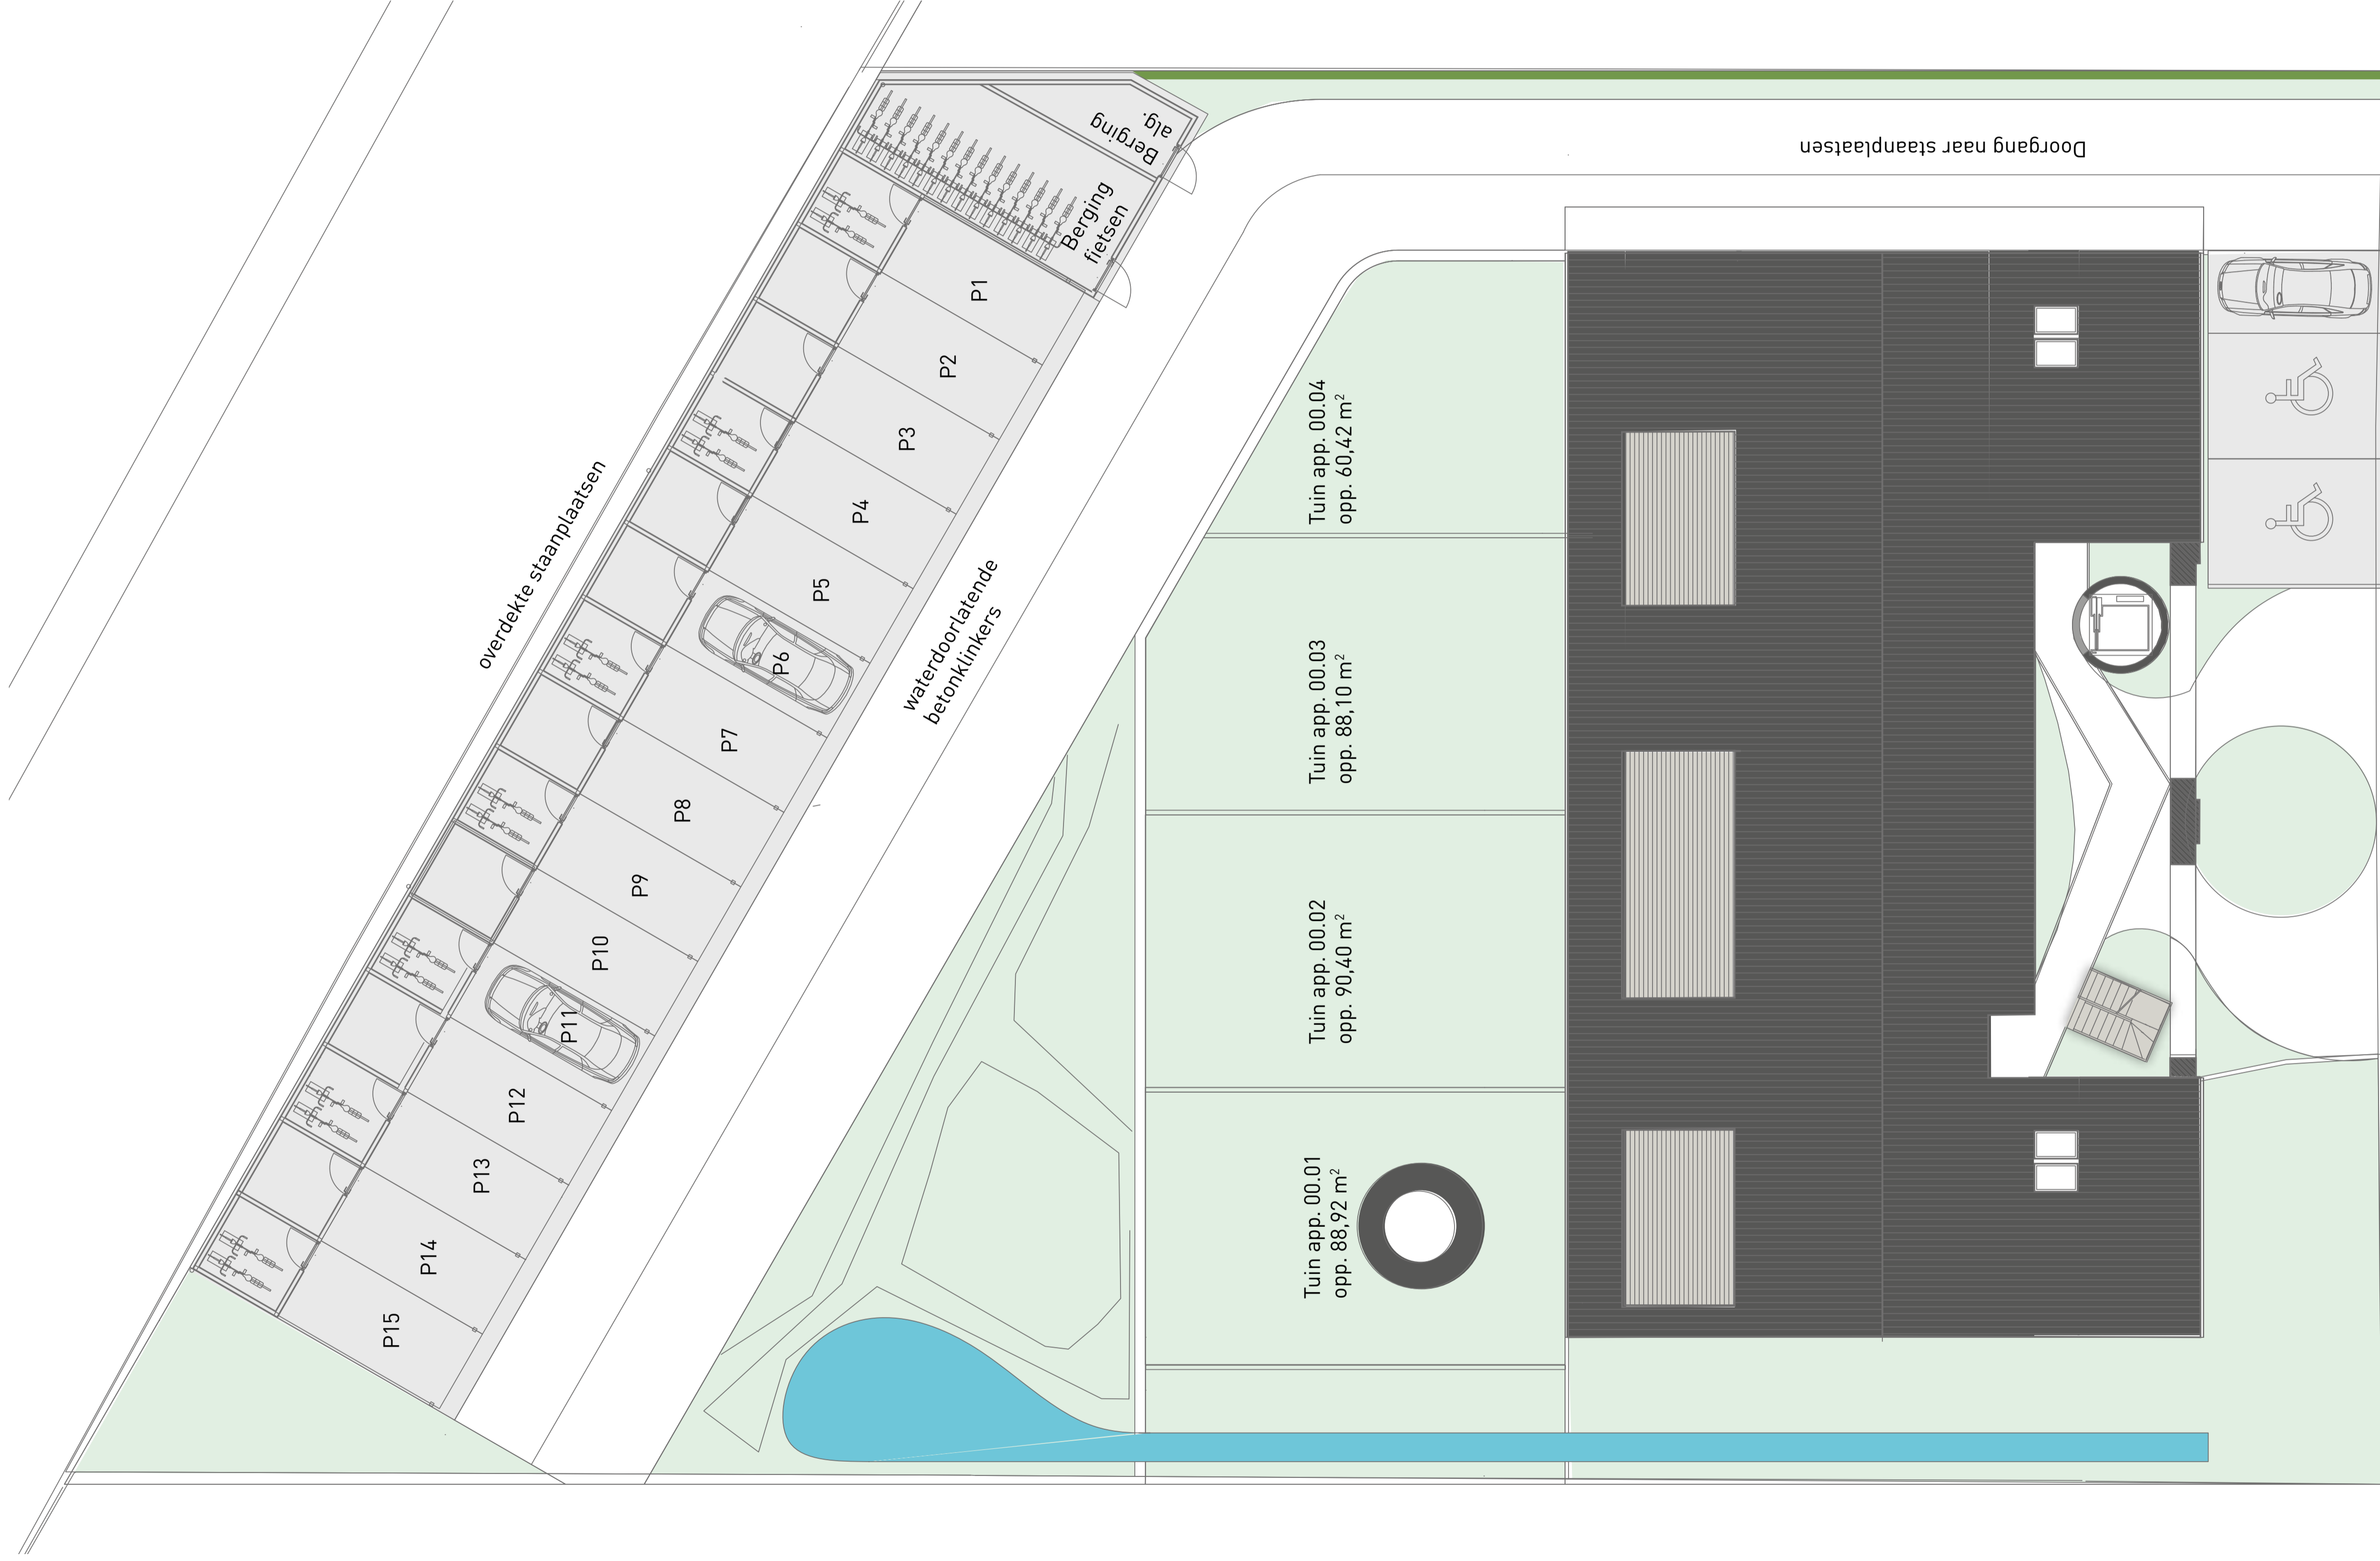 Doorgang naar staanplaatsen
Berging
alg.
Berging
fietsen
overdekte staanplaatsen
waterdoorlatende
betonklinkers
P1
P2
P3
P4
P5
P6
P7
P8
P9
P10
P11
P12
P13
P14
P15
Tuin app. 00.04
opp. 60,42 m²
Tuin app. 00.03
opp. 88,10 m²
Tuin app. 00.02
opp. 90,40 m²
Tuin app. 00.01
opp. 88,92 m²